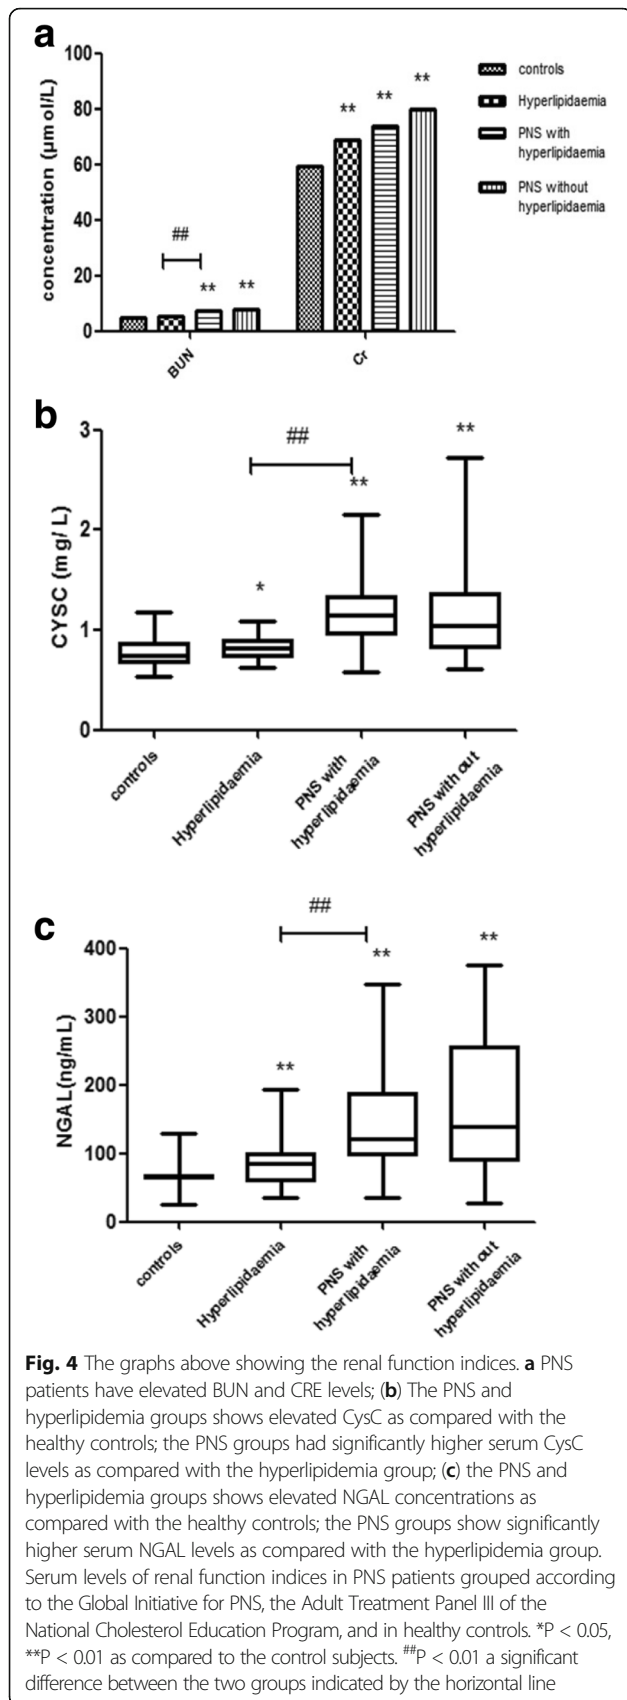 a
100
80
60
40
20
0
concentration (µmol/L)
##
**
**
**
**
**
BUN
Cr
controls
Hyperlipidaemia
PNS with
hyperlipidaemia
PNS without
hyperlipidaemia
b
3
2
1
0
CYSC (mg/L)
##
*
**
**
controls
Hyperlipidaemia
PNS with
hyperlipidaemia
PNS with out
hyperlipidaemia
c
400
300
200
100
0
NGAL(ng/mL)
##
**
**
**
controls
Hyperlipidaemia
PNS with
hyperlipidaemia
PNS with out
hyperlipidaemia
Fig. 4 The graphs above showing the renal function indices. a PNS
patients have elevated BUN and CRE levels; (b) The PNS and
hyperlipidemia groups shows elevated CysC as compared with the
healthy controls; the PNS groups had significantly higher serum CysC
levels as compared with the hyperlipidemia group; (c) the PNS and
hyperlipidemia groups shows elevated NGAL concentrations as
compared with the healthy controls; the PNS groups show significantly
higher serum NGAL levels as compared with the hyperlipidemia group.
Serum levels of renal function indices in PNS patients grouped according
to the Global Initiative for PNS, the Adult Treatment Panel III of the
National Cholesterol Education Program, and in healthy controls. *P < 0.05,
**P < 0.01 as compared to the control subjects. ##P < 0.01 a significant
difference between the two groups indicated by the horizontal line